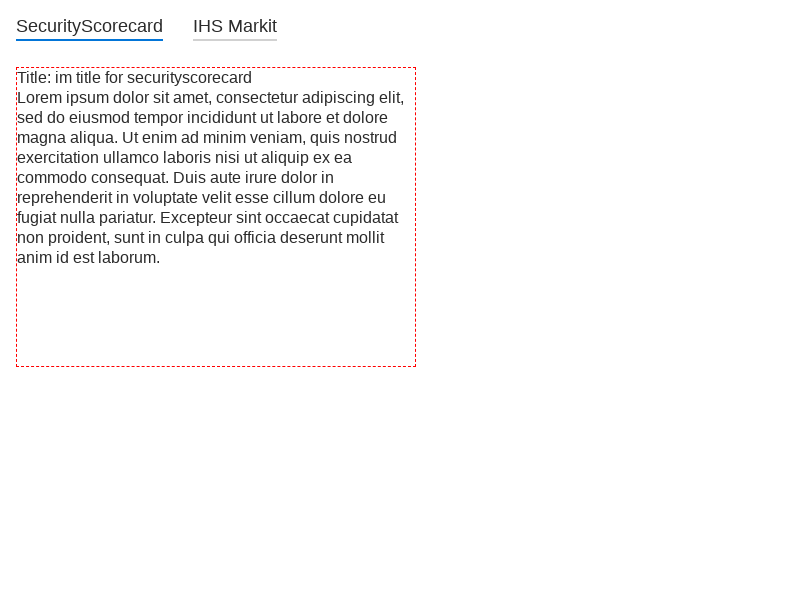 SecurityScorecard IHS Markit
Title: im title for securityscorecard
Lorem ipsum dolor sit amet, consectetur adipiscing elit,
sed do eiusmod tempor incididunt ut labore et dolore
magna aliqua. Ut enim ad minim veniam, quis nostrud
exercitation ullamco laboris nisi ut aliquip ex ea
commodo consequat. Duis aute irure dolor in
reprehenderit in voluptate velit esse cillum dolore eu
fugiat nulla pariatur. Excepteur sint occaecat cupidatat
non proident, sunt in culpa qui officia deserunt mollit
anim id est laborum.